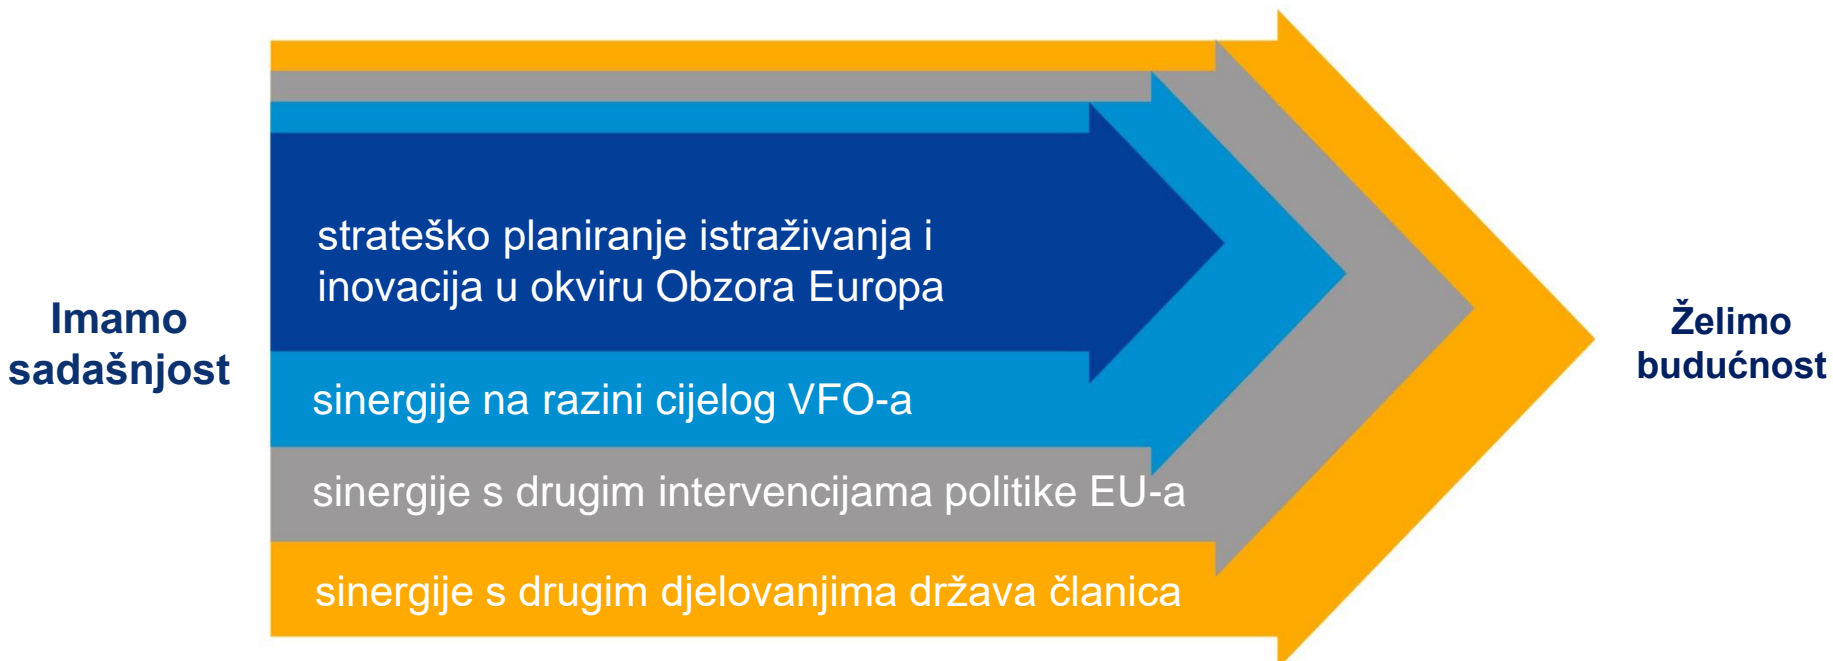 Imamo
sadašnjost
strateško planiranje istraživanja i
inovacija u okviru Obzora Europa
sinergije na razini cijelog VFO-a
sinergije s drugim intervencijama politike EU-a
sinergije s drugim djelovanjima država članica
Želimo
budućnost